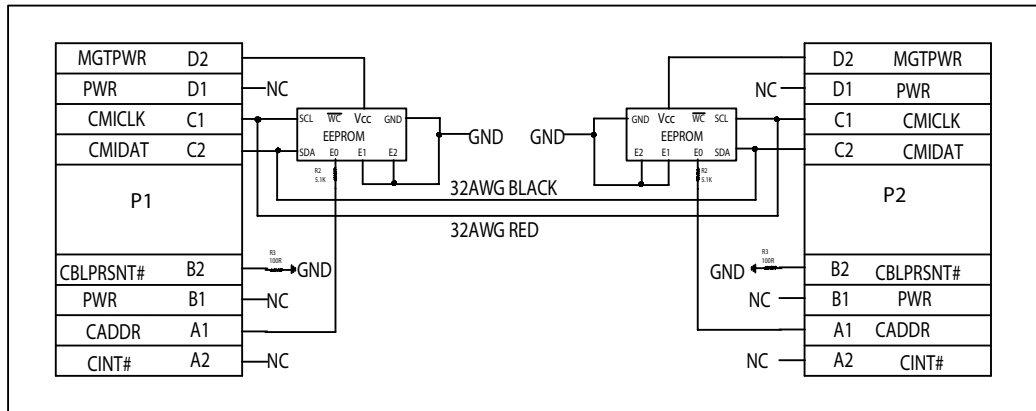 MGTPWR D2
PWR D1 NC
CMICLK C1
CMIDAT C2
P1
CBLPRSNT# B2
PWR B1 NC
CADDR A1
CINT# A2 NC
SCL WC Vcc GND
EEPROM
SDA E0 E1 E2
R2
5.1K
GND
R3
100R
GND
32AWG BLACK
32AWG RED
GND
GND Vcc WC SCL
EEPROM
E2 E1 E0 SDA
R2
5.1K
R3
100R
GND
D2 MGTPWR
NC D1 PWR
C1 CMICLK
C2 CMIDAT
P2
B2 CBLPRSNT#
NC B1 PWR
A1 CADDR
NC A2 CINT#